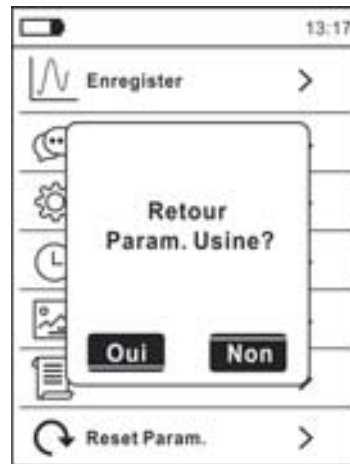 13:17
Enregister
Retour
Param. Usine?
Oui
Non
Reset Param.